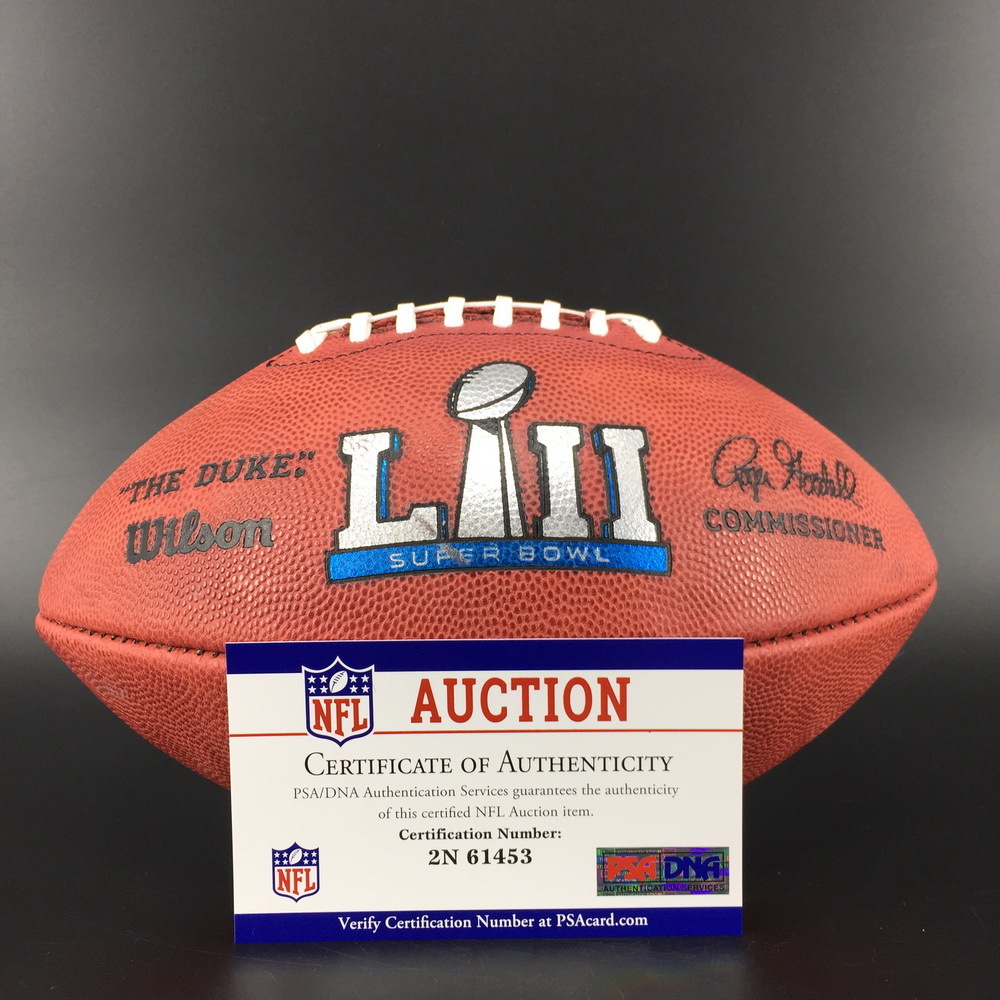 "THE DUKE"
Wilson
LII
SUPER BOWL
Roger Goodell
COMMISSIONER
NFL
AUCTION
CERTIFICATE OF AUTHENTICITY
PSA/DNA Authentication Services guarantees the authenticity
of this certified NFL Auction item.
Certification Number:
2N 61453
NFL
PSA DNA
AUTHENTICATION SERVICES
Verify Certification Number at PSAcard.com